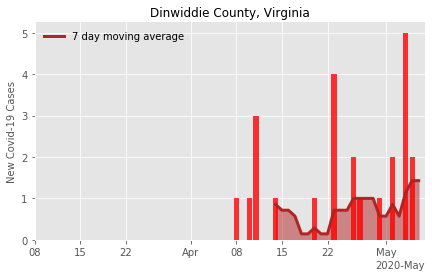 Dinwiddie County, Virginia
7 day moving average
New Covid-19 Cases
5
4
3
2
1
0
08 15 22 Apr 08 15 22 May
2020-May